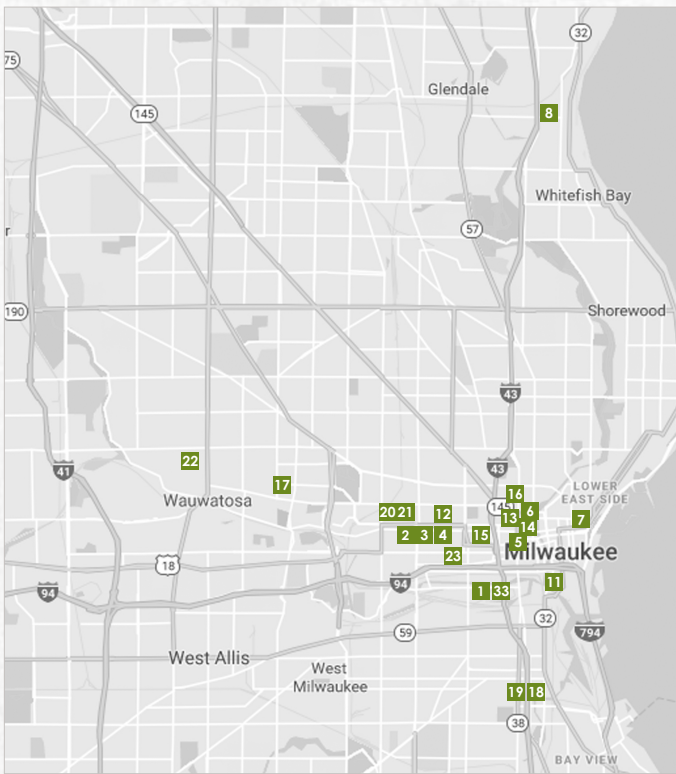 32
75
Glendale
145
8
Whitefish Bay
57
r
190
Shorewood
43
22
41
43
17
Wauwatosa
LOWER
EAST SIDE
16
145
20 21
12
6
13
7
14
2 3 4
15
5
Milwaukee
23
18
94
94
1 33
11
32
59
794
West Allis
West
Milwaukee
19 18
38
BAY VIEW